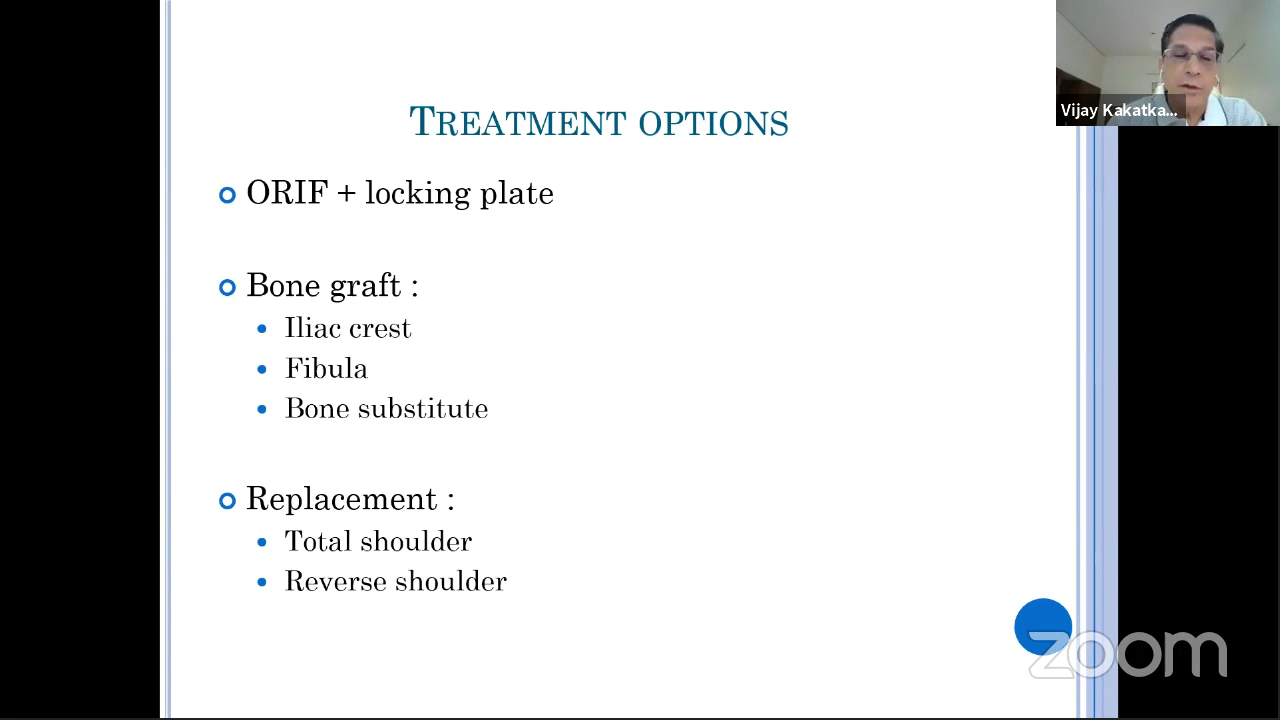 TREATMENT OPTIONS
ORIF + locking plate
Bone graft :
Iliac crest
Fibula
Bone substitute
Replacement :
Total shoulder
Reverse shoulder
Vijay Kakatka...
zoom